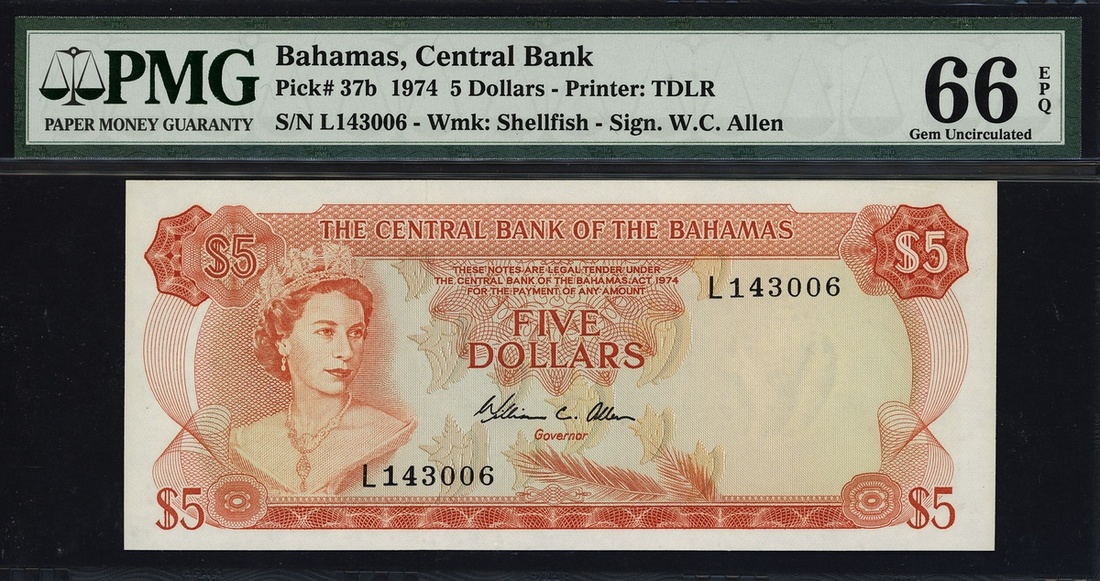 PMG
PAPER MONEY GUARANTY
Bahamas, Central Bank
Pick# 37b 1974 5 Dollars - Printer: TDLR
S/N L143006 - Wmk: Shellfish - Sign. W.C. Allen
66
EPQ
Gem Uncirculated
$5
THE CENTRAL BANK OF THE BAHAMAS
$5
THESE NOTES ARE LEGAL TENDER UNDER
THE CENTRAL BANK OF THE BAHAMAS ACT 1974
FOR THE PAYMENT OF ANY AMOUNT
L143006
FIVE
DOLLARS
William C. Allen
Governor
L143006
$5
$5